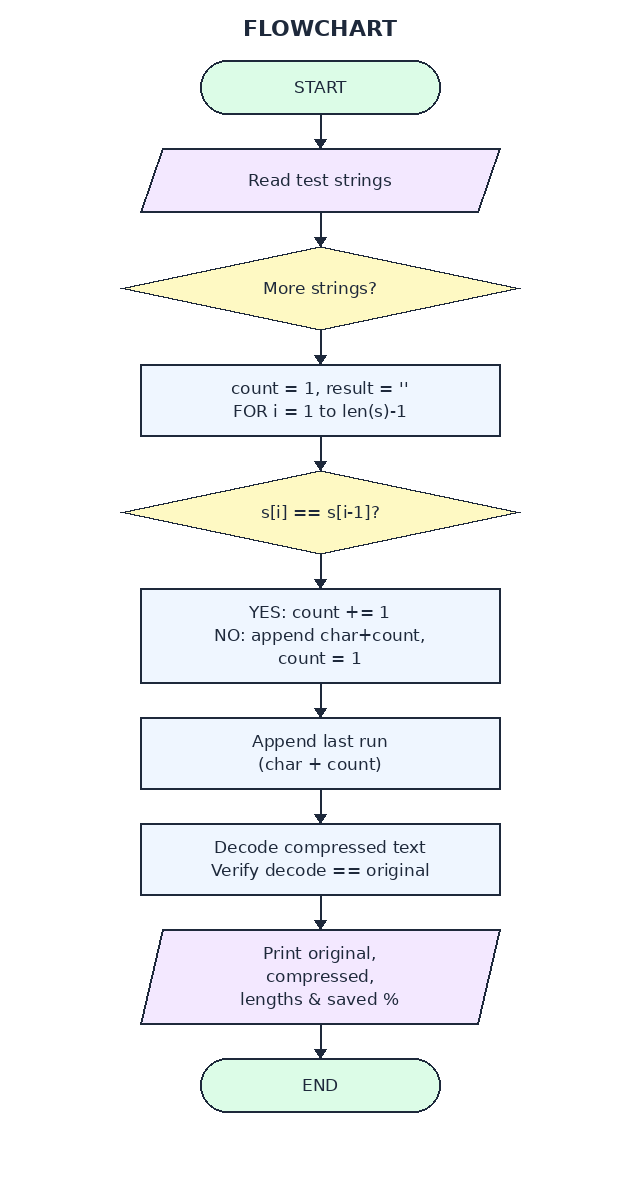 FLOWCHART
START
Read test strings
More strings?
count = 1, result = ''
FOR i = 1 to len(s)-1
s[i] == s[i-1]?
YES: count += 1
NO: append char+count,
count = 1
Append last run
(char + count)
Decode compressed text
Verify decode == original
Print original,
compressed,
lengths & saved %
END